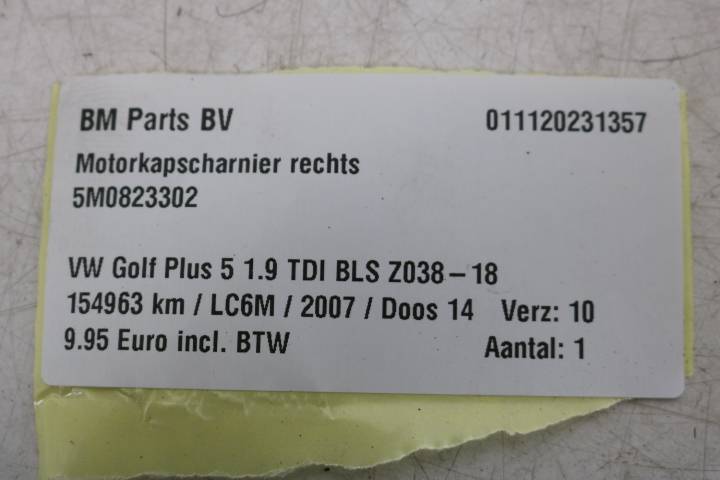 BM Parts BV 011120231357
Motorkapscharnier rechts
5M0823302
VW Golf Plus 5 1.9 TDI BLS Z038-18
154963 km / LC6M / 2007 / Doos 14 Verz: 10
9.95 Euro incl. BTW Aantal: 1